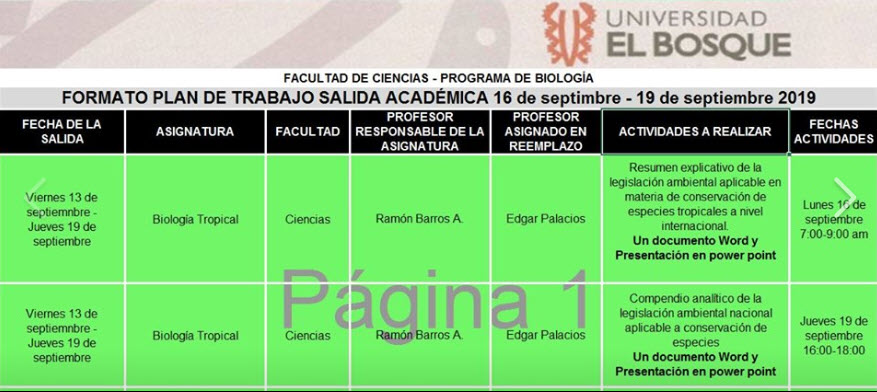 UNIVERSIDAD
EL BOSQUE
FACULTAD DE CIENCIAS - PROGRAMA DE BIOLOGÍA
FORMATO PLAN DE TRABAJO SALIDA ACADÉMICA 16 de septimbre - 19 de septiembre 2019
FECHA DE LA
SALIDA
ASIGNATURA
FACULTAD
PROFESOR
RESPONSABLE DE LA
ASIGNATURA
PROFESOR
ASIGNADO EN
REEMPLAZO
ACTIVIDADES A REALIZAR
FECHAS
ACTIVIDADES
Viernes 13 de
septiemnbre -
Jueves 19 de
septiembre
Biología Tropical
Ciencias
Ramón Barros A.
Edgar Palacios
Resumen explicativo de la
legislación ambiental aplicable en
materia de conservación de
especies tropicales a nivel
internacional.
Un documento Word y
Presentación en power point
Lunes 16 de
septiembre
7:00-9:00 am
Viernes 13 de
septiemnbre -
Jueves 19 de
septiembre
Biología Tropical
Ciencias
Ramón Barros A.
Edgar Palacios
Compendio analítico de la
legislación ambiental nacional
aplicable a conservación de
especies
Un documento Word y
Presentación en power point
Jueves 19 de
septiembre
16:00-18:00
Página 1